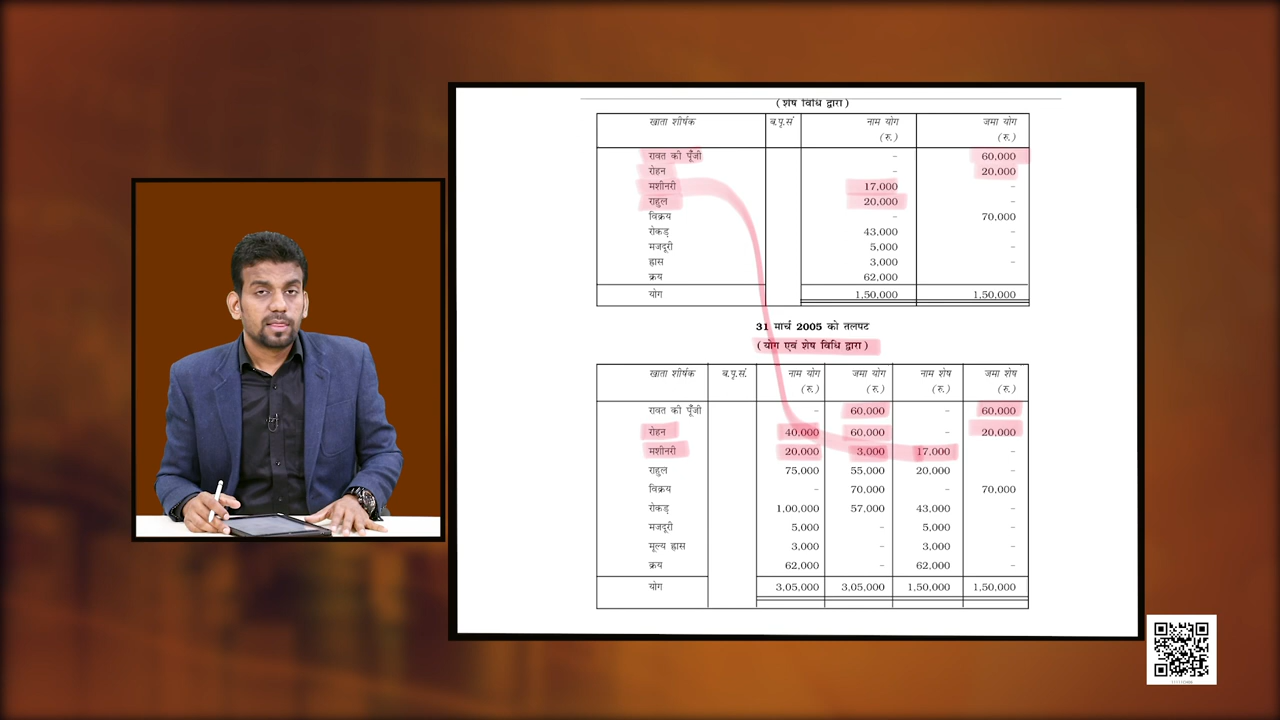 (शेष विधि द्वारा)
खाता शीर्षक ब.पृ.सं नाम योग (रु.) जमा योग (रु.)
रावत की पूँजी - 60,000
रोहन - 20,000
मशीनरी 17,000 -
राहुल 20,000 -
विक्रय - 70,000
रोकड़ 43,000 -
मजदूरी 5,000 -
ह्रास 3,000 -
क्रय 62,000
योग 1,50,000 1,50,000
31 मार्च 2005 को तलपट
(योग एवं शेष विधि द्वारा)
खाता शीर्षक ब.पृ.सं. नाम योग (रु.) जमा योग (रु.) नाम शेष (रु.) जमा शेष (रु.)
रावत की पूँजी - 60,000 - 60,000
रोहन 40,000 60,000 - 20,000
मशीनरी 20,000 3,000 17,000 -
राहुल 75,000 55,000 20,000 -
विक्रय - 70,000 - 70,000
रोकड़ 1,00,000 57,000 43,000 -
मजदूरी 5,000 - 5,000 -
मूल्य ह्रास 3,000 - 3,000 -
क्रय 62,000 - 62,000 -
योग 3,05,000 3,05,000 1,50,000 1,50,000